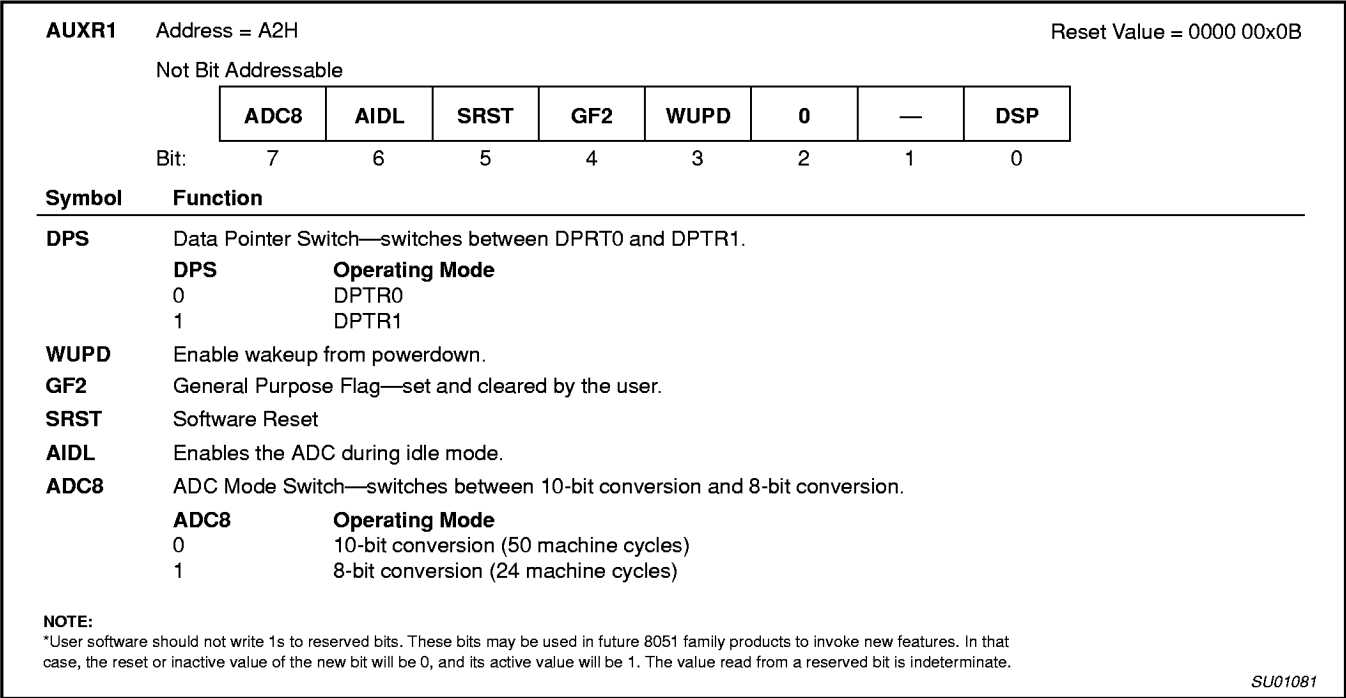 AUXR1 Address = A2H Reset Value = 0000 00x0B
Not Bit Addressable
ADC8 AIDL SRST GF2 WUPD 0 — DSP
Bit: 7 6 5 4 3 2 1 0
Symbol Function
DPS Data Pointer Switch—switches between DPRT0 and DPTR1.
DPS Operating Mode
0 DPTR0
1 DPTR1
WUPD Enable wakeup from powerdown.
GF2 General Purpose Flag—set and cleared by the user.
SRST Software Reset
AIDL Enables the ADC during idle mode.
ADC8 ADC Mode Switch—switches between 10-bit conversion and 8-bit conversion.
ADC8 Operating Mode
0 10-bit conversion (50 machine cycles)
1 8-bit conversion (24 machine cycles)
NOTE:
*User software should not write 1s to reserved bits. These bits may be used in future 8051 family products to invoke new features. In that
case, the reset or inactive value of the new bit will be 0, and its active value will be 1. The value read from a reserved bit is indeterminate.
SU01081